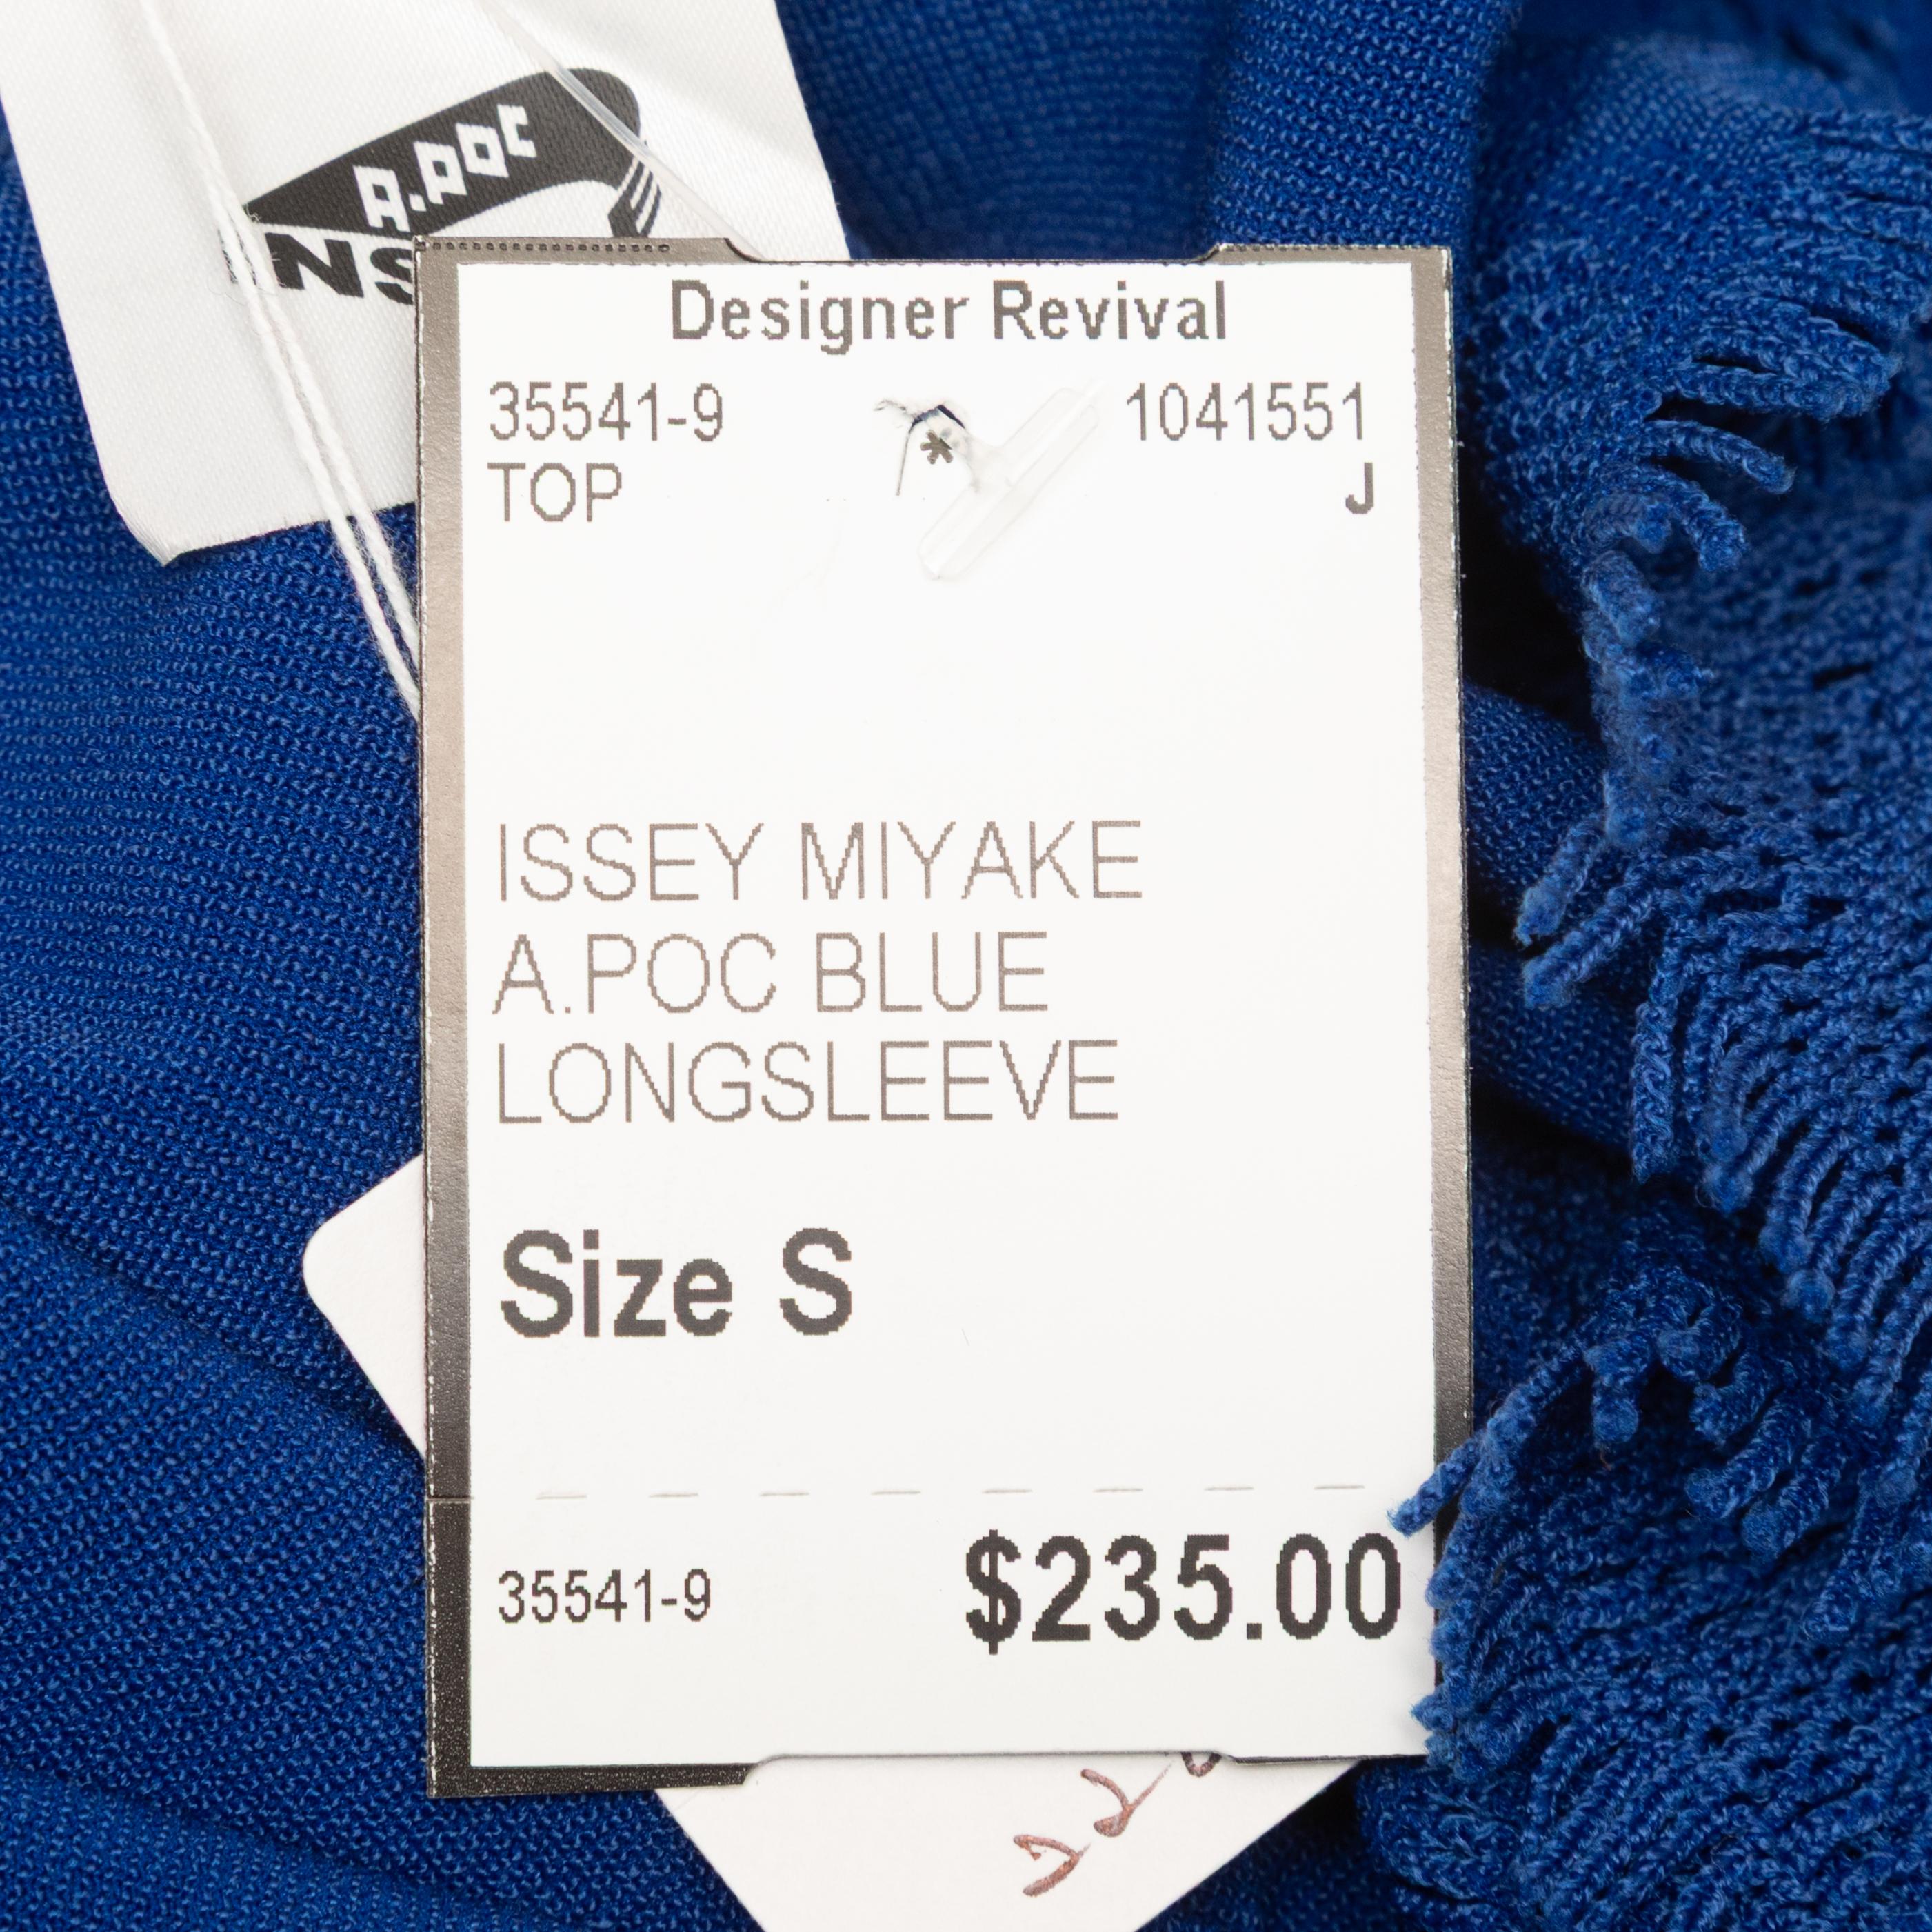 A.POC
Designer Revival
35541-9 * 1041551
TOP J
ISSEY MIYAKE
A.POC BLUE
LONGSLEEVE
Size S
35541-9 $235.00